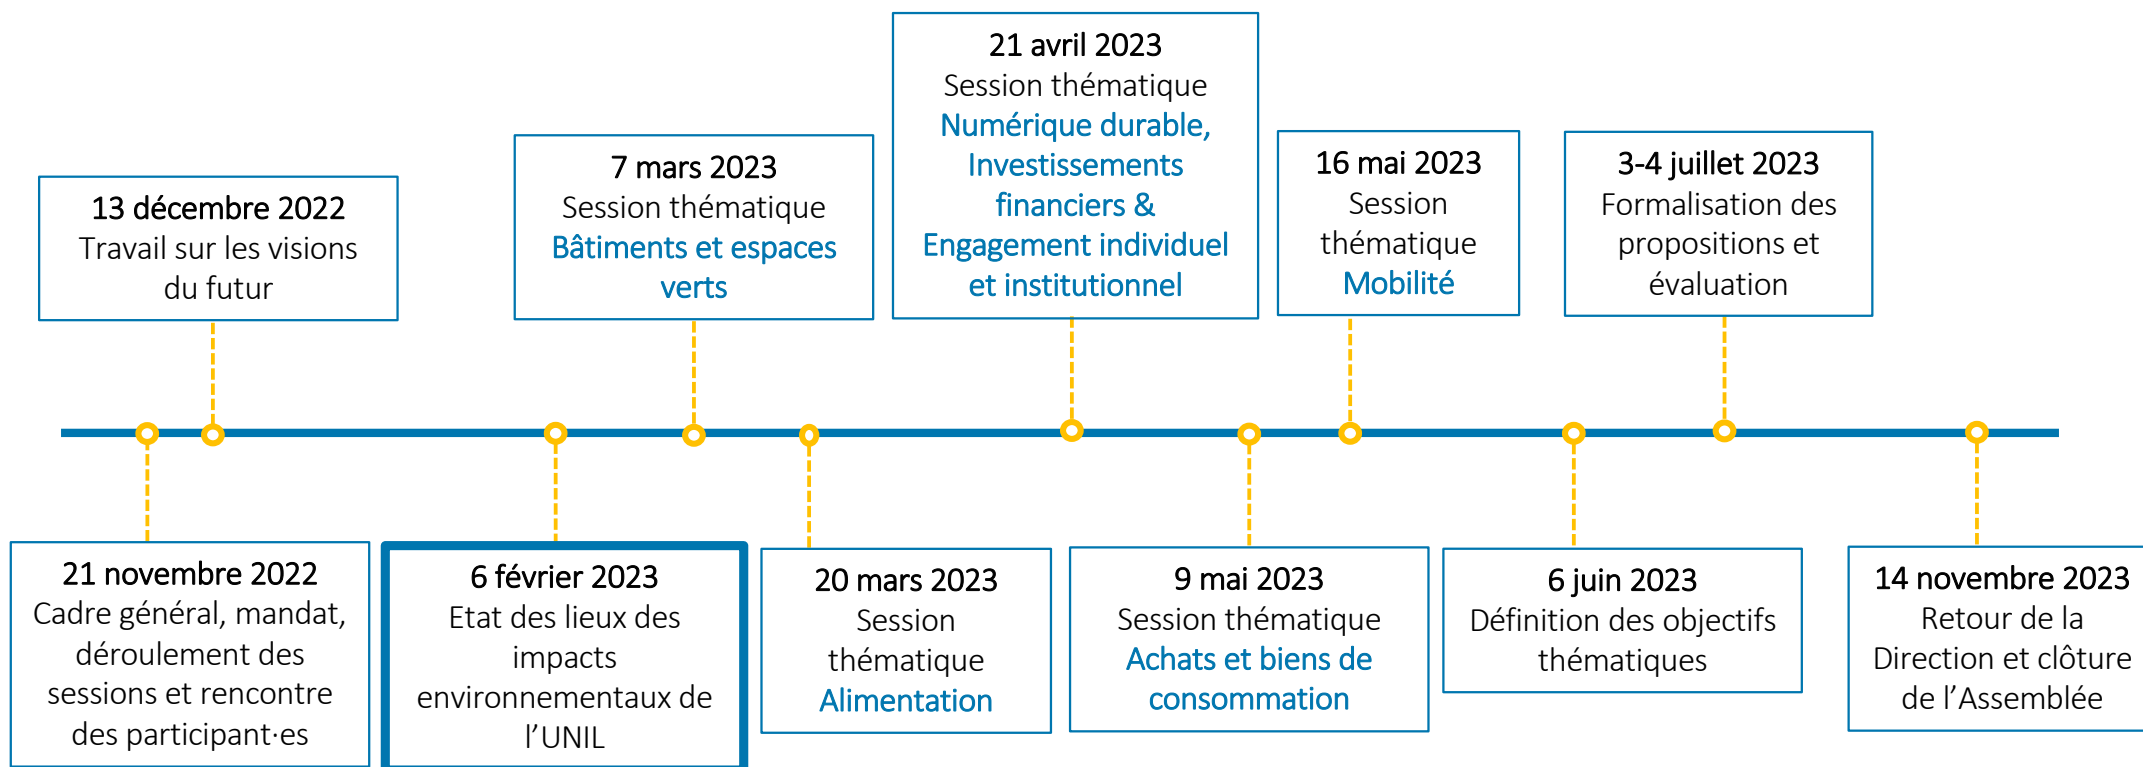 21 avril 2023
Session thématique
Numérique durable,
Investissements
financiers &
Engagement individuel
et institutionnel
13 décembre 2022
Travail sur les visions
du futur
7 mars 2023
Session thématique
Bâtiments et espaces
verts
16 mai 2023
Session
thématique
Mobilité
3-4 juillet 2023
Formalisation des
propositions et
évaluation
21 novembre 2022
Cadre général, mandat,
déroulement des
sessions et rencontre
des participant·es
6 février 2023
Etat des lieux des
impacts
environnementaux de
l’UNIL
20 mars 2023
Session
thématique
Alimentation
9 mai 2023
Session thématique
Achats et biens de
consommation
6 juin 2023
Définition des objectifs
thématiques
14 novembre 2023
Retour de la
Direction et clôture
de l’Assemblée